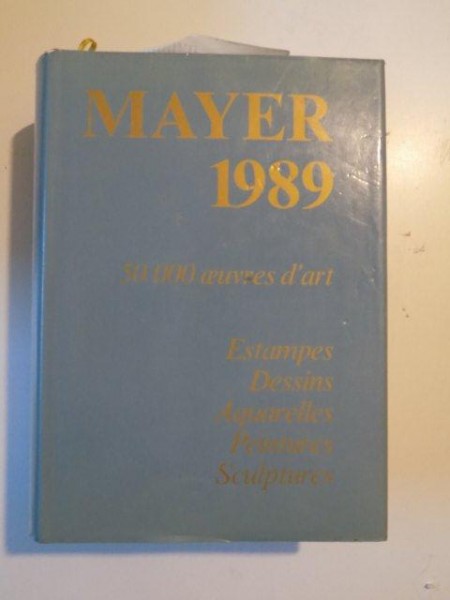 MAYER
1989
50.000 œuvres d'art
Estampes
Dessins
Aquarelles
Peintures
Sculptures